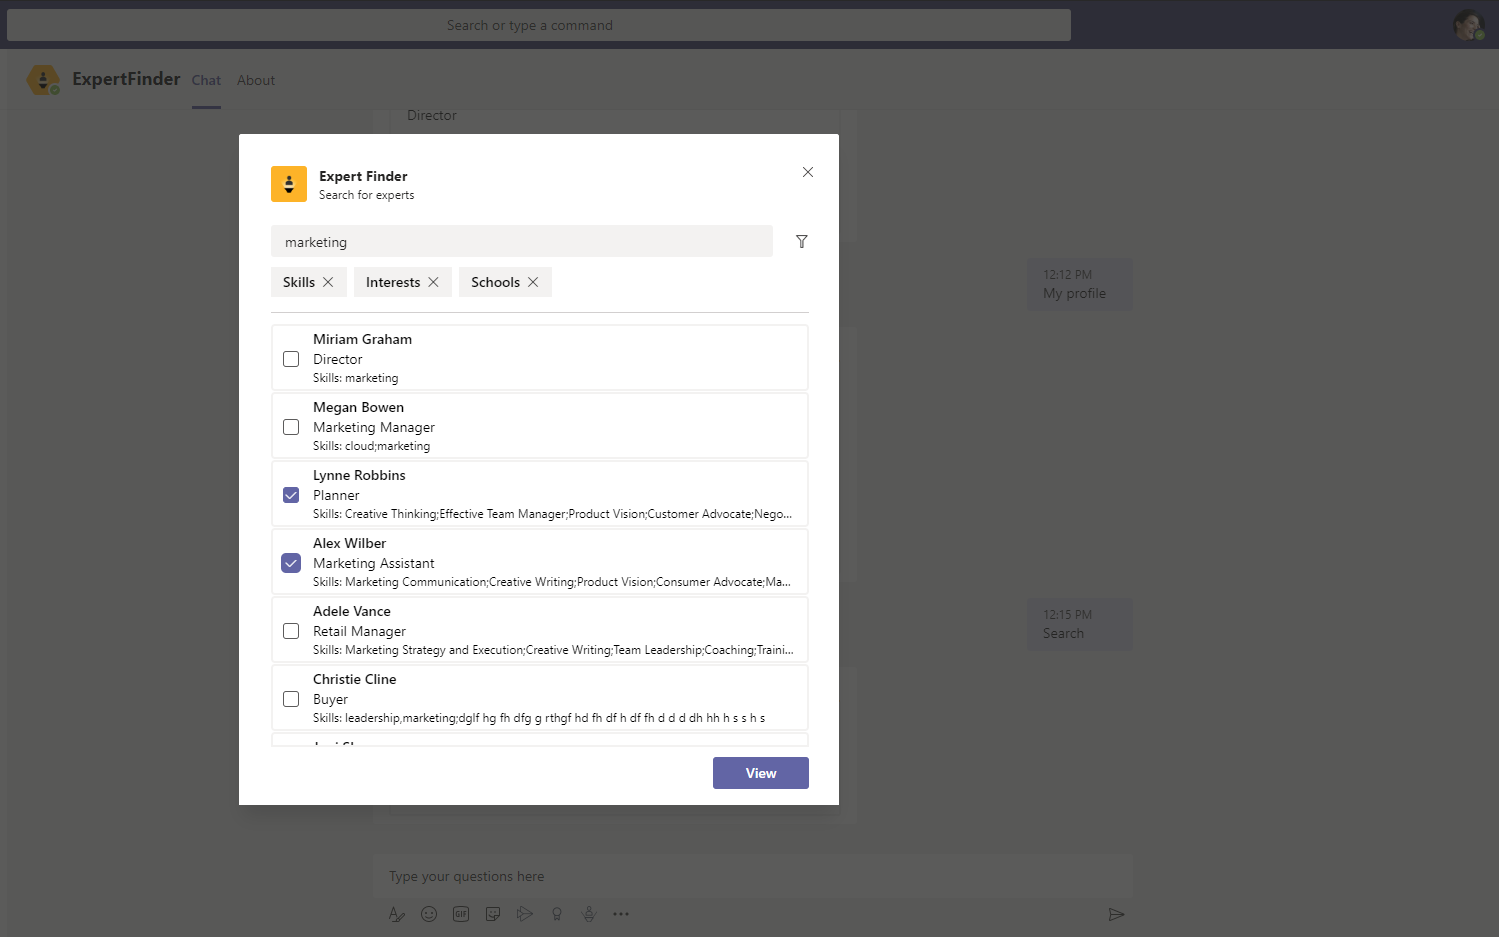 Search or type a command
ExpertFinder Chat About
Director
Expert Finder
Search for experts
marketing
Skills Interests Schools
12:12 PM
My profile
Miriam Graham
Director
Skills: marketing
Megan Bowen
Marketing Manager
Skills: cloud;marketing
Lynne Robbins
Planner
Skills: Creative Thinking;Effective Team Manager;Product Vision;Customer Advocate;Nego...
Alex Wilber
Marketing Assistant
Skills: Marketing Communication;Creative Writing;Product Vision;Consumer Advocate;Ma...
Adele Vance
Retail Manager
Skills: Marketing Strategy and Execution;Creative Writing;Team Leadership;Coaching;Traini...
12:15 PM
Search
Christie Cline
Buyer
Skills: leadership,marketing;dglf hg fh dfg g rthgf hd fh df h df fh d d d dh hh h s s h s
View
Type your questions here
GIF